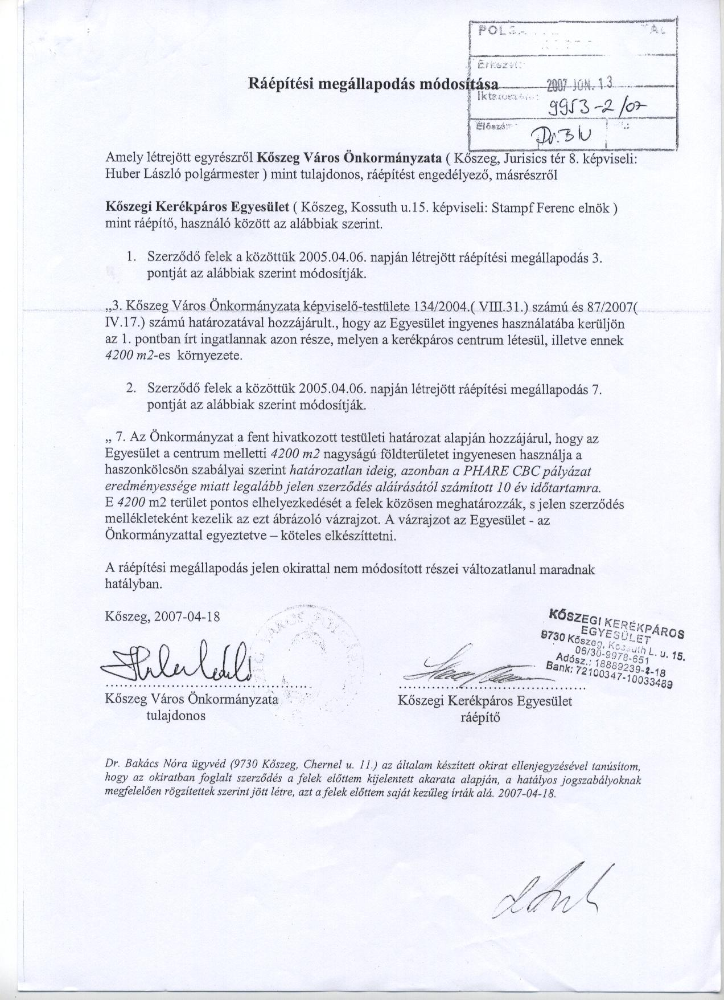 Érkezett:
Ráépítési megállapodás módosítása
2007 JÚN. 13
9953-2/07
Előszám:
Amely létrejött egyrészről Kőszeg Város Önkormányzata ( Kőszeg, Jurisics tér 8. képviseli:
Huber László polgármester ) mint tulajdonos, ráépítést engedélyező, másrészről
Kőszegi Kerékpáros Egyesület ( Kőszeg, Kossuth u.15. képviseli: Stampf Ferenc elnök )
mint ráépítő, használó között az alábbiak szerint.
1. Szerződő felek a közöttük 2005.04.06. napján létrejött ráépítési megállapodás 3.
pontját az alábbiak szerint módosítják.
„3. Kőszeg Város Önkormányzata képviselő-testülete 134/2004.( VIII.31.) számú és 87/2007(
IV.17.) számú határozatával hozzájárult., hogy az Egyesület ingyenes használatába kerüljön
az 1. pontban írt ingatlannak azon része, melyen a kerékpáros centrum létesül, illetve ennek
4200 m2-es környezete.
2. Szerződő felek a közöttük 2005.04.06. napján létrejött ráépítési megállapodás 7.
pontját az alábbiak szerint módosítják.
„ 7. Az Önkormányzat a fent hivatkozott testületi határozat alapján hozzájárul, hogy az
Egyesület a centrum melletti 4200 m2 nagyságú földterületet ingyenesen használja a
haszonkölcsön szabályai szerint határozatlan ideig, azonban a PHARE CBC pályázat
eredményessége miatt legalább jelen szerződés aláírásától számított 10 év időtartamra.
E 4200 m2 terület pontos elhelyezkedését a felek közösen meghatározzák, s jelen szerződés
mellékleteként kezelik az ezt ábrázoló vázrajzot. A vázrajzot az Egyesület - az
Önkormányzattal egyeztetve – köteles elkészíttetni.
A ráépítési megállapodás jelen okirattal nem módosított részei változatlanul maradnak
hatályban.
Kőszeg, 2007-04-18
KŐSZEGI KERÉKPÁROS
EGYESÜLET
9730 Kőszeg, Kossuth L. u. 15.
06/30-9978-651
Adósz.: 18889239-1-18
Bank: 72100347-10033489
Kőszeg Város Önkormányzata
tulajdonos
Kőszegi Kerékpáros Egyesület
ráépítő
Dr. Bakács Nóra ügyvéd (9730 Kőszeg, Chernel u. 11.) az általam készített okirat ellenjegyzésével tanúsítom,
hogy az okiratban foglalt szerződés a felek előttem kijelentett akarata alapján, a hatályos jogszabályoknak
megfelelően rögzítettek szerint jött létre, azt a felek előttem saját kezűleg írták alá. 2007-04-18.